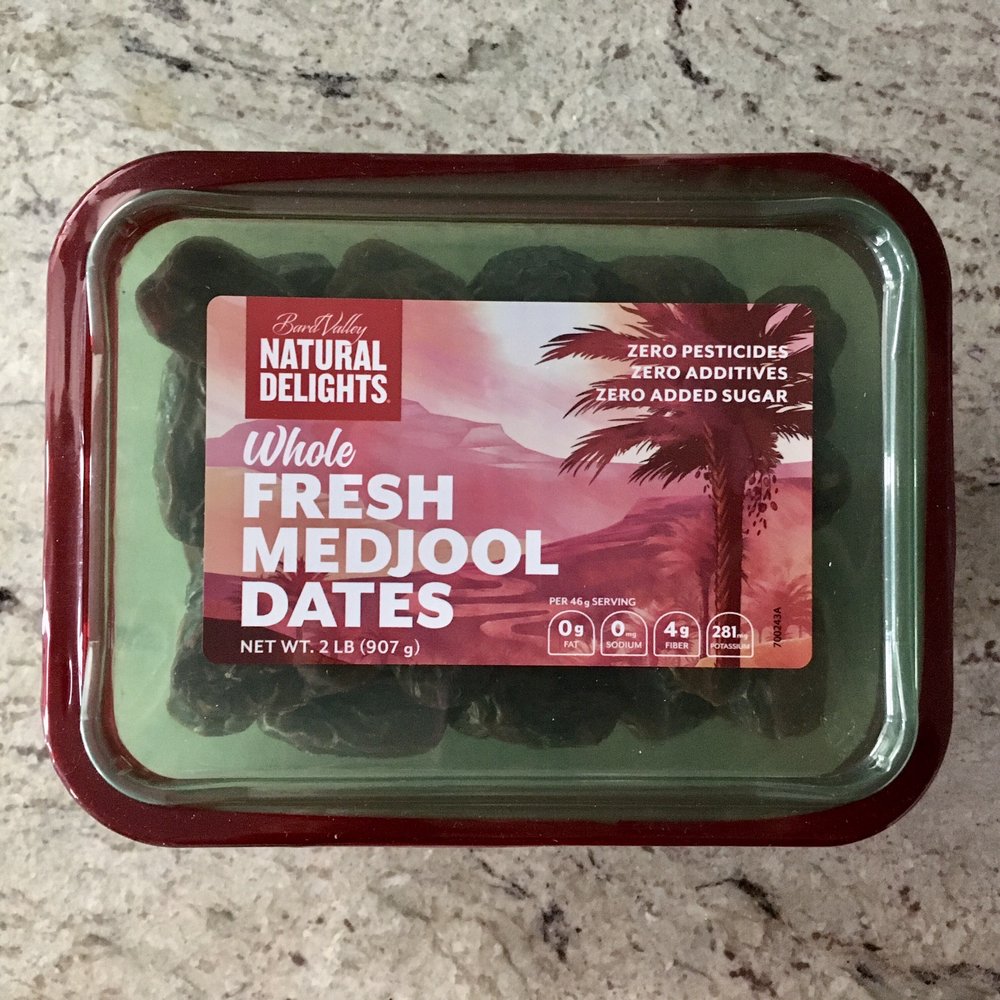 Bard Valley
NATURAL
DELIGHTS
ZERO PESTICIDES
ZERO ADDITIVES
ZERO ADDED SUGAR
Whole
FRESH
MEDJOOL
DATES
NET WT. 2 LB (907 g)
PER 46 g SERVING
0g FAT
0mg SODIUM
4g FIBER
281mg POTASSIUM
700243A